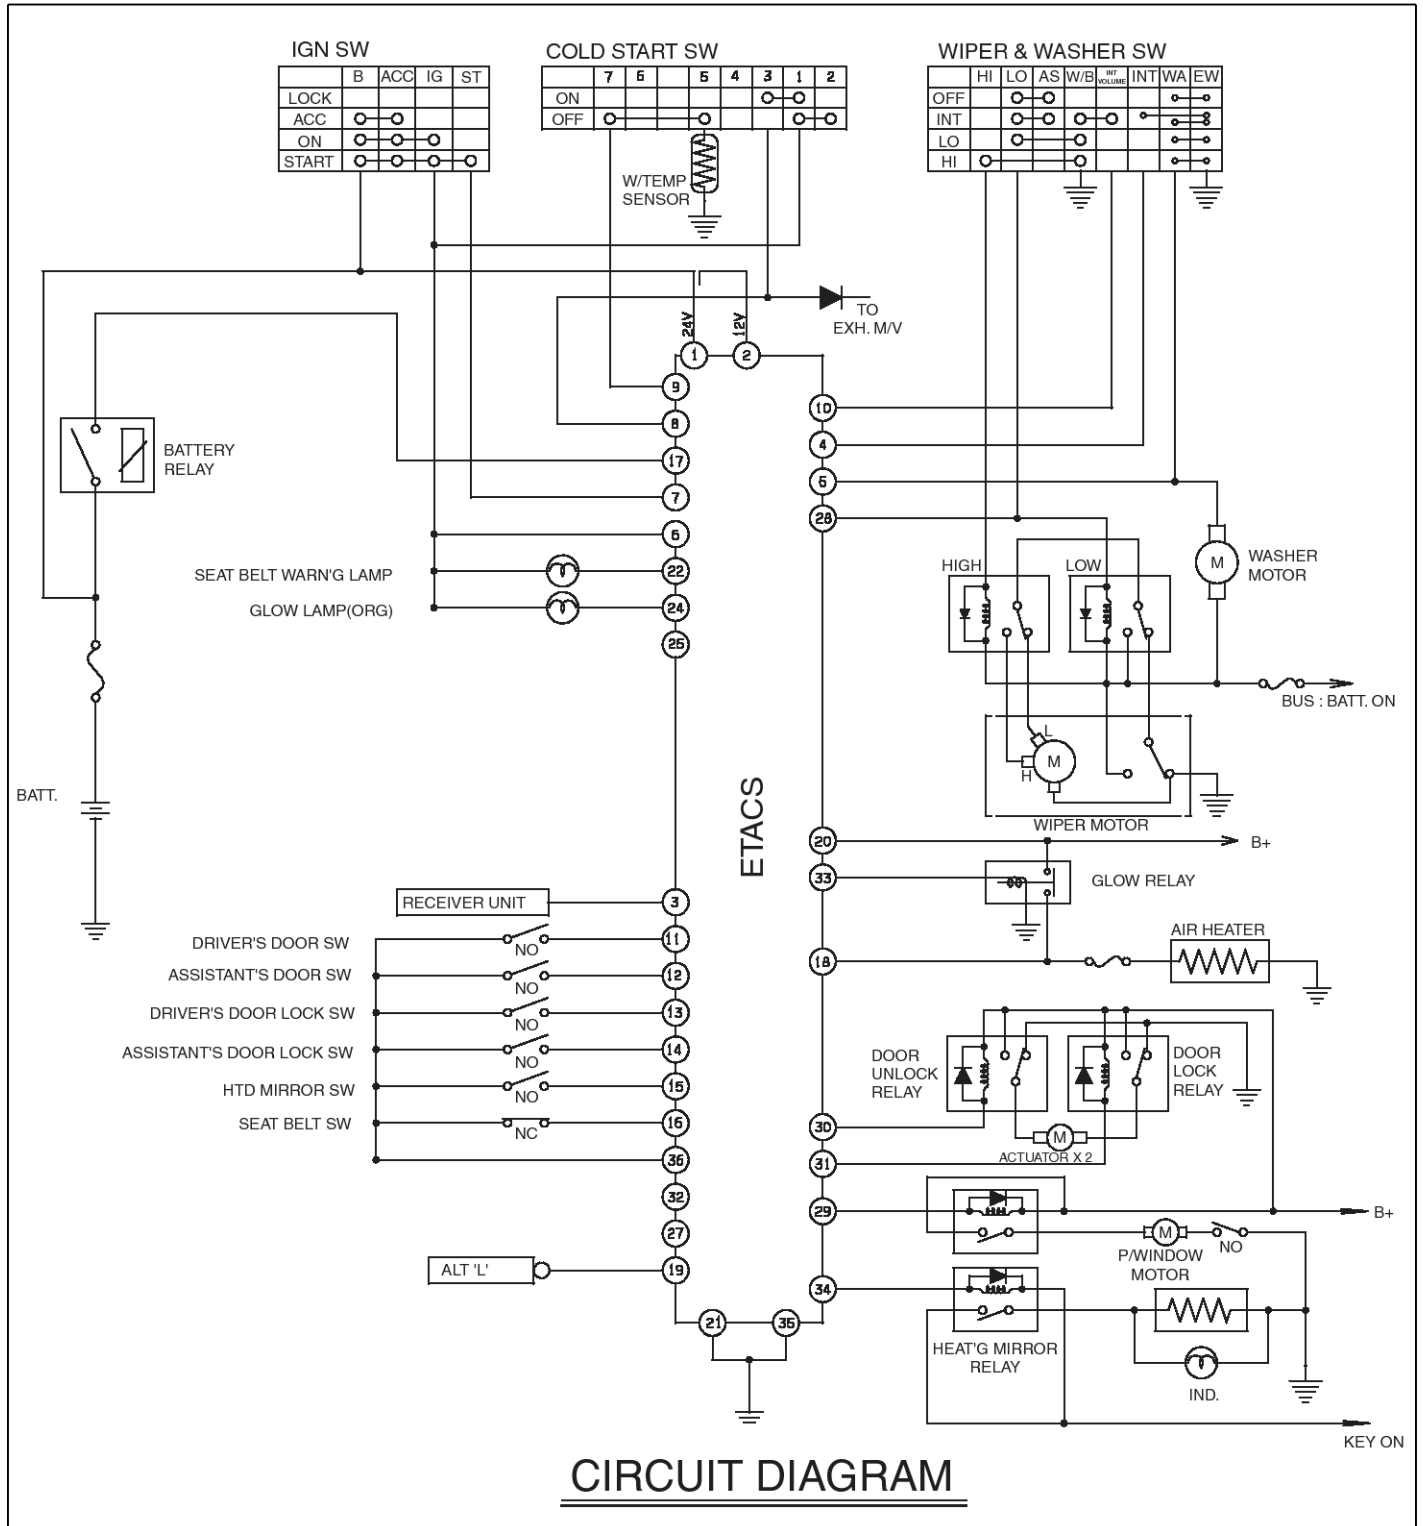 IGN SW
B ACC IG ST
LOCK
ACC
ON
START
COLD START SW
7 6 5 4 3 1 2
ON
OFF
W/TEMP
SENSOR
WIPER & WASHER SW
HI LO AS W/B INT VOLUME INT WA EW
OFF
INT
LO
HI
TO
EXH. M/V
24V
12V
1
2
9
8
17
7
6
22
24
25
10
4
5
28
BATTERY
RELAY
SEAT BELT WARN'G LAMP
GLOW LAMP(ORG)
BATT.
HIGH
LOW
M
WASHER
MOTOR
BUS : BATT. ON
L
M
H
WIPER MOTOR
ETACS
20
B+
33
GLOW RELAY
18
AIR HEATER
RECEIVER UNIT
3
DRIVER'S DOOR SW
NO
11
ASSISTANT'S DOOR SW
NO
12
DRIVER'S DOOR LOCK SW
NO
13
ASSISTANT'S DOOR LOCK SW
NO
14
HTD MIRROR SW
NO
15
SEAT BELT SW
NC
16
36
32
27
ALT 'L'
19
21
35
DOOR
UNLOCK
RELAY
DOOR
LOCK
RELAY
30
M
ACTUATOR X 2
31
29
B+
M
NO
P/WINDOW
MOTOR
34
HEAT'G MIRROR
RELAY
IND.
KEY ON
CIRCUIT DIAGRAM